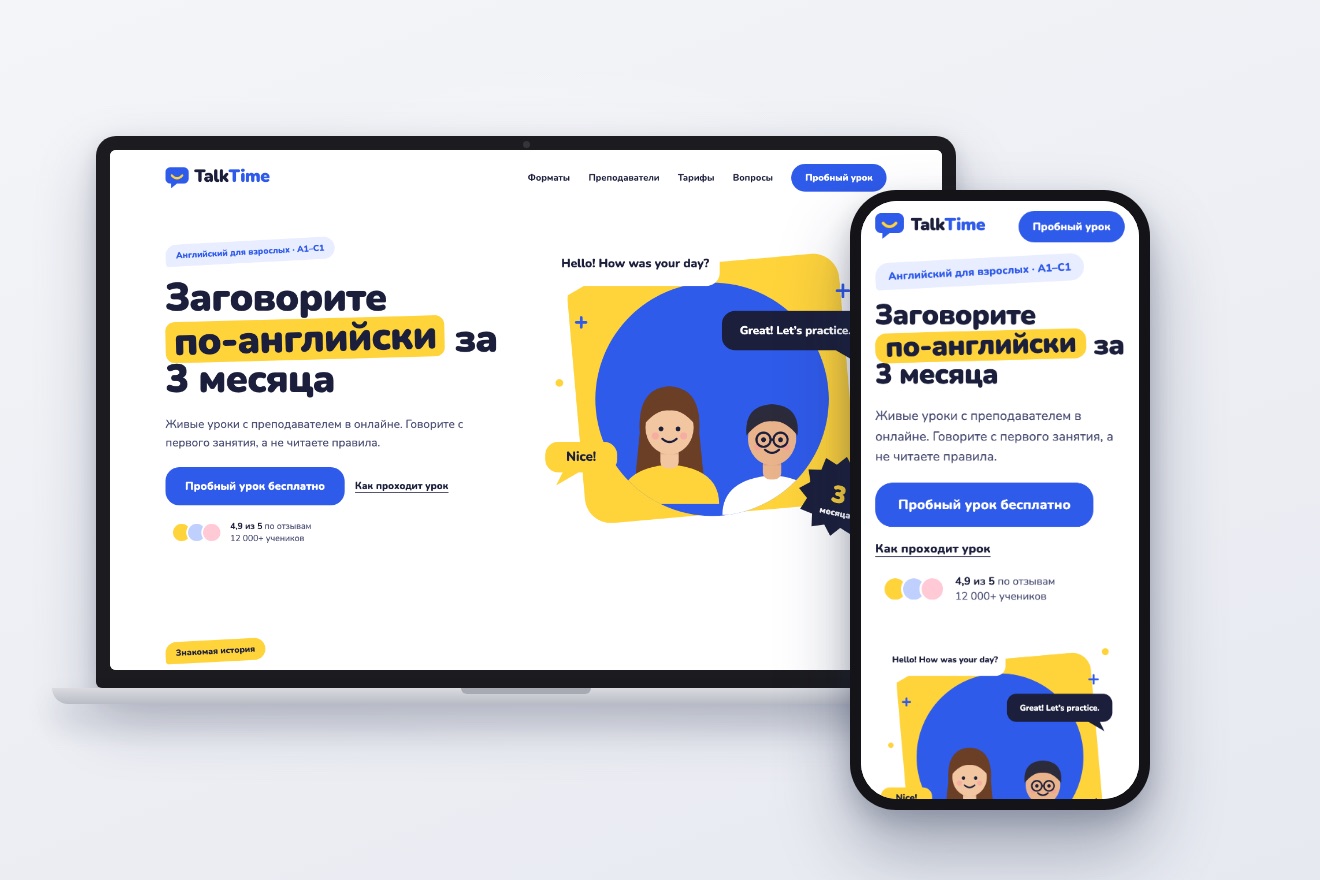 TalkTime
Форматы Преподаватели Тарифы Вопросы Пробный урок
Английский для взрослых · A1–C1
Заговорите
по-английски за
3 месяца
Живые уроки с преподавателем в онлайне. Говорите с
первого занятия, а не читаете правила.
Пробный урок бесплатно Как проходит урок
4,9 из 5 по отзывам
12 000+ учеников
Hello! How was your day?
Great! Let's practice.
Nice!
3
месяца
Знакомая история
TalkTime Пробный урок
Английский для взрослых · A1–C1
Заговорите
по-английски за
3 месяца
Живые уроки с преподавателем в
онлайне. Говорите с первого занятия, а
не читаете правила.
Пробный урок бесплатно
Как проходит урок
4,9 из 5 по отзывам
12 000+ учеников
Hello! How was your day?
Great! Let's practice.
Nice!